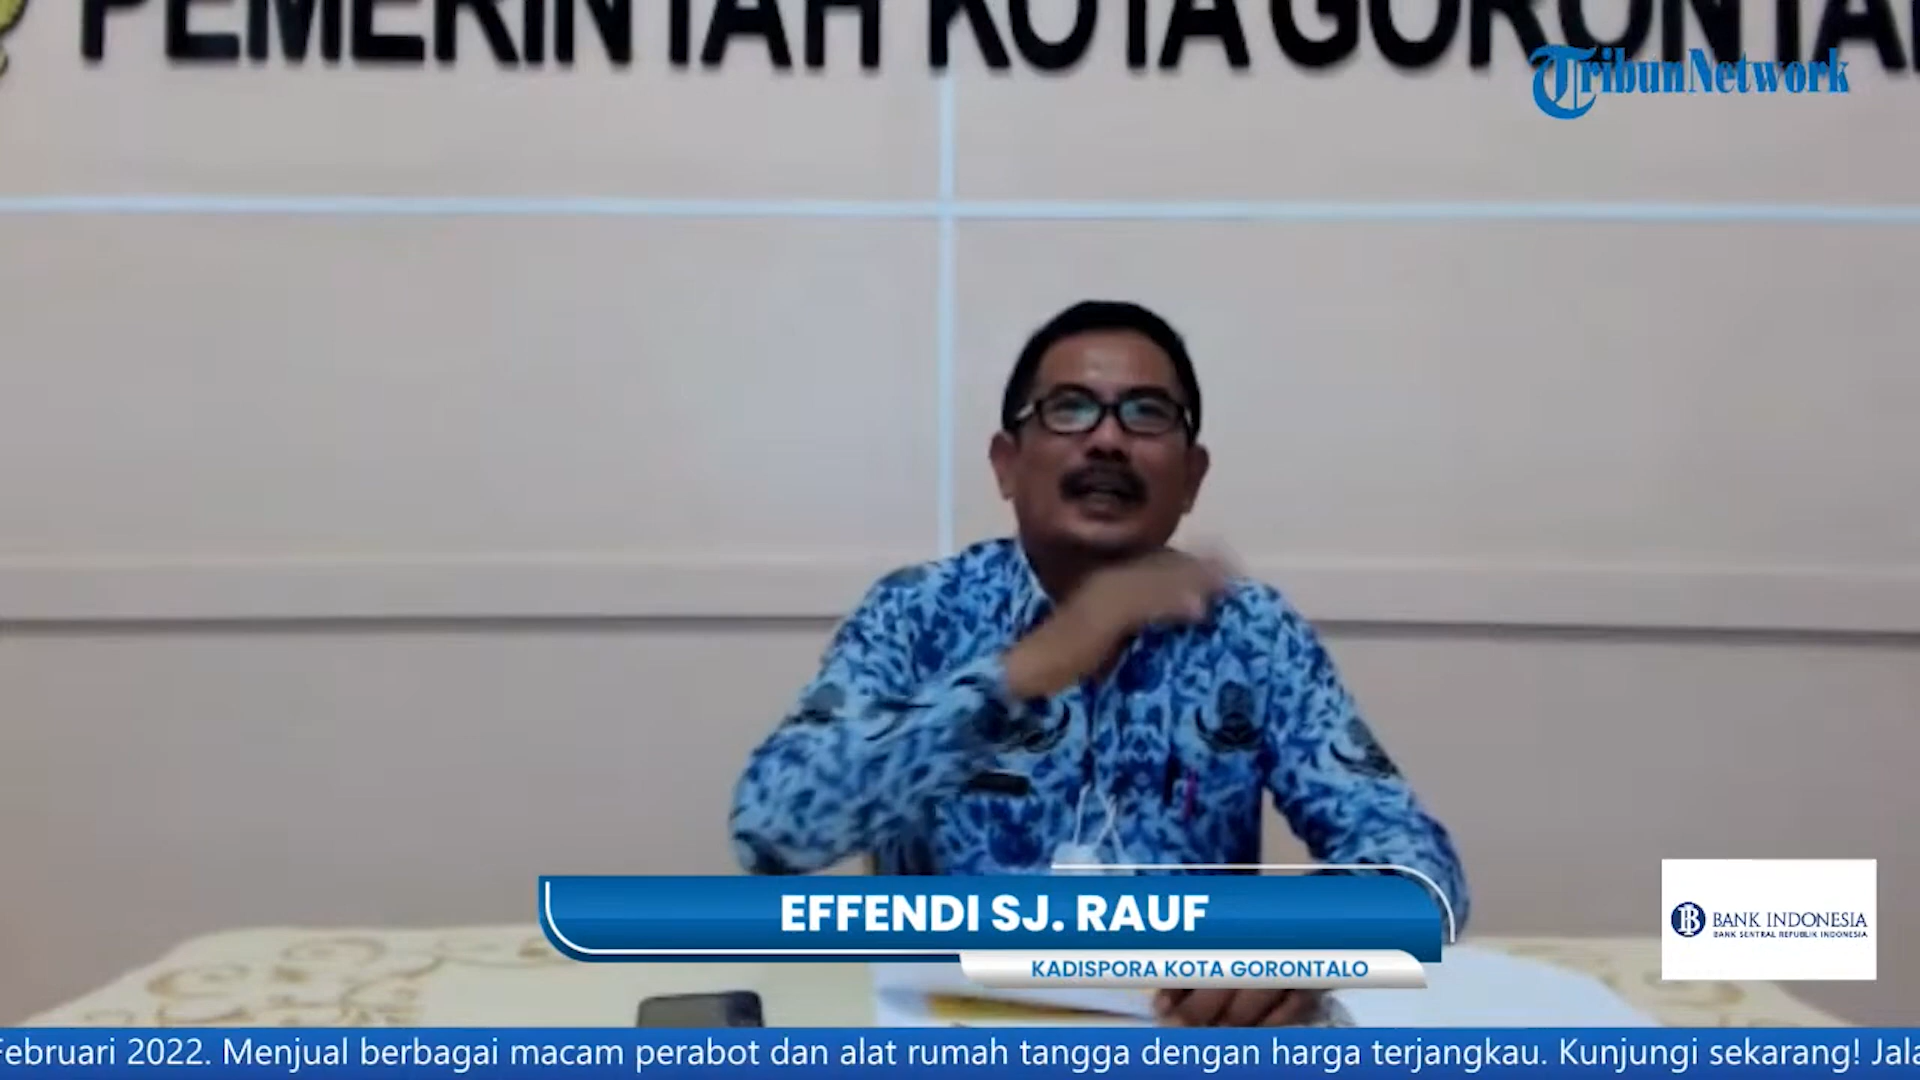 PEMERINTAH KOTA GORONTAL
TribunNetwork
EFFENDI SJ. RAUF
KADISPORA KOTA GORONTALO
BANK INDONESIA
BANK SENTRAL REPUBLIK INDONESIA
Februari 2022. Menjual berbagai macam perabot dan alat rumah tangga dengan harga terjangkau. Kunjungi sekarang! Jala